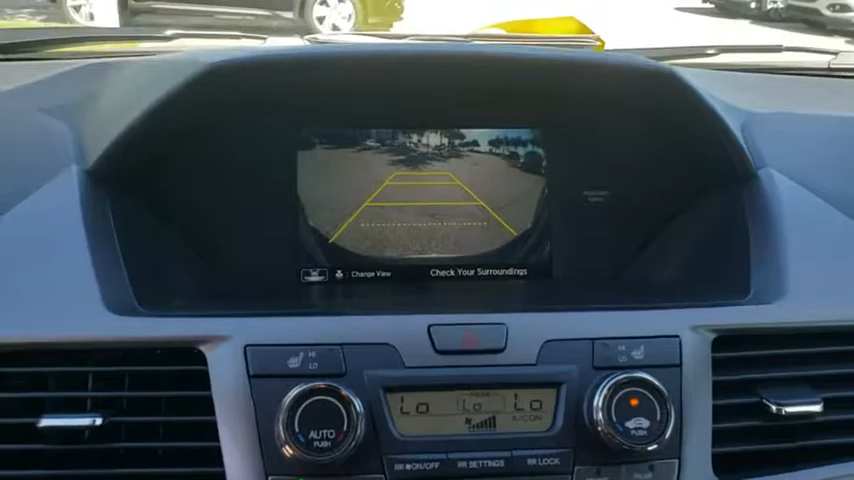 Change View
Check Your Surroundings
HI
LO
HI
LO
AUTO
PUSH
Lo
REAR
Lo
Lo
A/C ON
PUSH
RR ON/OFF
RR SETTINGS
RR LOCK